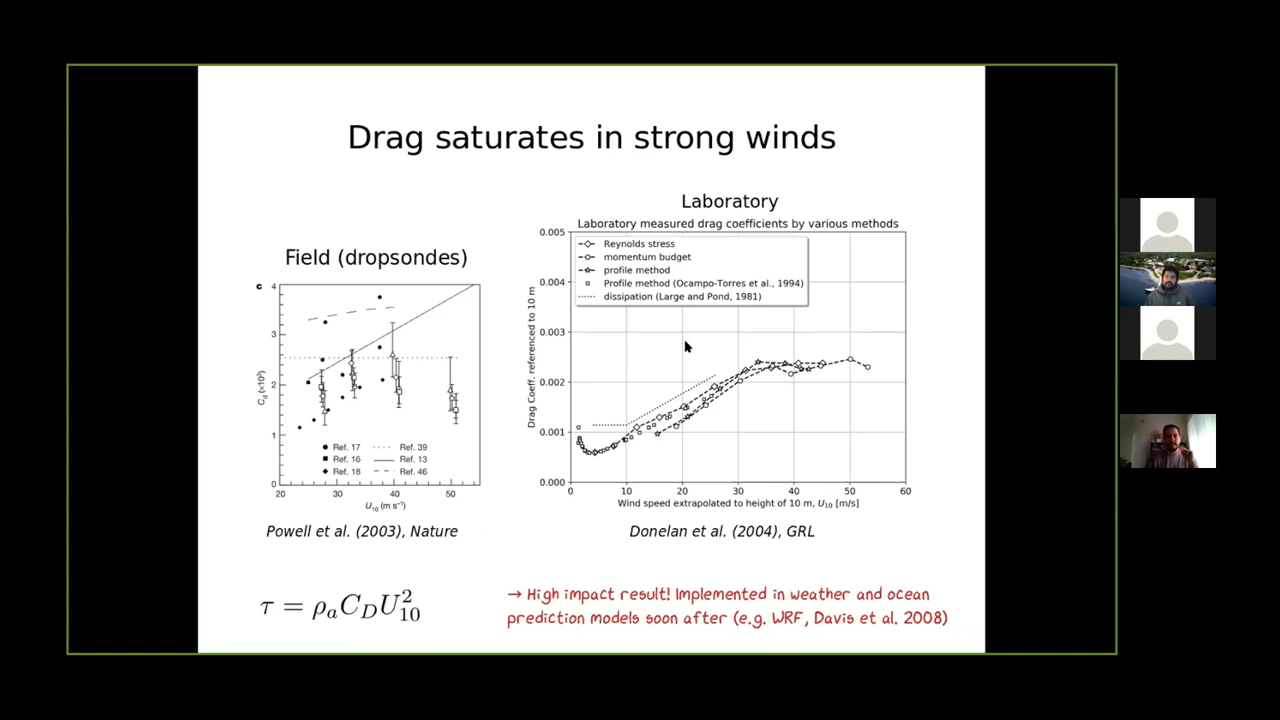 Drag saturates in strong winds
Field (dropsondes)
c
4
3
2
1
0
C_d (×10³)
20 30 40 50
U₁₀ (m s⁻¹)
Ref. 17 Ref. 39
Ref. 16 Ref. 13
Ref. 18 Ref. 46
Powell et al. (2003), Nature
Laboratory
Laboratory measured drag coefficients by various methods
0.005
0.004
0.003
0.002
0.001
0.000
Drag Coeff. referenced to 10 m
Reynolds stress
momentum budget
profile method
Profile method (Ocampo-Torres et al., 1994)
dissipation (Large and Pond, 1981)
0 10 20 30 40 50 60
Wind speed extrapolated to height of 10 m, U₁₀ [m/s]
Donelan et al. (2004), GRL
τ = ρₐC_DU₁₀²
→ High impact result! Implemented in weather and ocean
prediction models soon after (e.g. WRF, Davis et al. 2008)